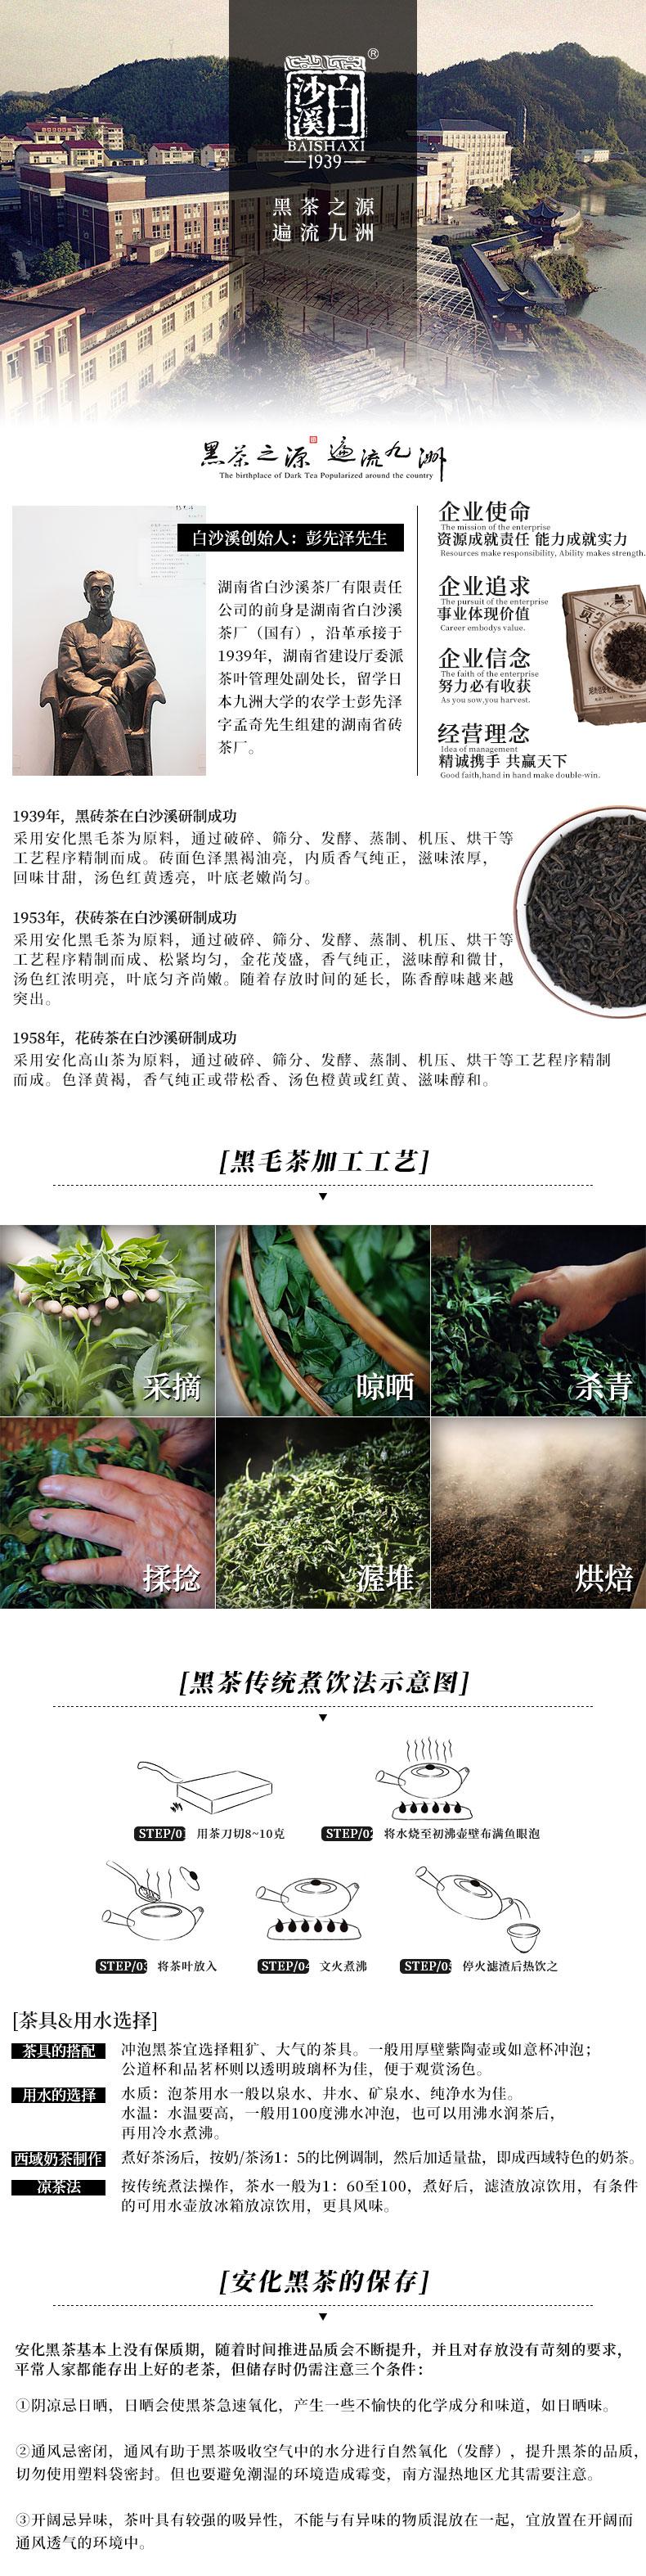 白沙溪
®
BAISHAXI
1939
黑茶之源
遍流九洲
黑茶之源 遍流九洲
The birthplace of Dark Tea Popularized around the country
白沙溪创始人：彭先泽先生
湖南省白沙溪茶厂有限责任
公司的前身是湖南省白沙溪
茶厂（国有），沿革承接于
1939年，湖南省建设厅委派
茶叶管理处副处长，留学日
本九洲大学的农学士彭先泽
字孟奇先生组建的湖南省砖
茶厂。
企业使命
The mission of the enterprise
资源成就责任 能力成就实力
Resources make responsibility, Ability makes strength.
企业追求
The pursuit of the enterprise
事业体现价值
Career embodys value.
企业信念
The faith of the enterprise
努力必有收获
As you sow,you harvest.
经营理念
Idea of management
精诚携手 共赢天下
Good faith,hand in hand make double-win.
1939年，黑砖茶在白沙溪研制成功
采用安化黑毛茶为原料，通过破碎、筛分、发酵、蒸制、机压、烘干等
工艺程序精制而成。砖面色泽黑褐油亮，内质香气纯正，滋味浓厚，
回味甘甜，汤色红黄透亮，叶底老嫩尚匀。
1953年，茯砖茶在白沙溪研制成功
采用安化黑毛茶为原料，通过破碎、筛分、发酵、蒸制、机压、烘干等
工艺程序精制而成、松紧均匀，金花茂盛，香气纯正，滋味醇和微甘，
汤色红浓明亮，叶底匀齐尚嫩。随着存放时间的延长，陈香醇味越来越
突出。
1958年，花砖茶在白沙溪研制成功
采用安化高山茶为原料，通过破碎、筛分、发酵、蒸制、机压、烘干等工艺程序精制
而成。色泽黄褐，香气纯正或带松香、汤色橙黄或红黄、滋味醇和。
[黑毛茶加工工艺]
采摘
晾晒
杀青
揉捻
渥堆
烘焙
[黑茶传统煮饮法示意图]
STEP/01 用茶刀切8~10克
STEP/02 将水烧至初沸壶壁布满鱼眼泡
STEP/03 将茶叶放入
STEP/04 文火煮沸
STEP/05 停火滤渣后热饮之
[茶具&用水选择]
茶具的搭配 冲泡黑茶宜选择粗犷、大气的茶具。一般用厚壁紫陶壶或如意杯冲泡；
公道杯和品茗杯则以透明玻璃杯为佳，便于观赏汤色。
用水的选择 水质：泡茶用水一般以泉水、井水、矿泉水、纯净水为佳。
水温：水温要高，一般用100度沸水冲泡，也可以用沸水润茶后，
再用冷水煮沸。
西域奶茶制作 煮好茶汤后，按奶/茶汤1：5的比例调制，然后加适量盐，即成西域特色的奶茶。
凉茶法 按传统煮法操作，茶水一般为1：60至100，煮好后，滤渣放凉饮用，有条件
的可用水壶放冰箱放凉饮用，更具风味。
[安化黑茶的保存]
安化黑茶基本上没有保质期，随着时间推进品质会不断提升，并且对存放没有苛刻的要求，
平常人家都能存出上好的老茶，但储存时仍需注意三个条件：
①阴凉忌日晒，日晒会使黑茶急速氧化，产生一些不愉快的化学成分和味道，如日晒味。
②通风忌密闭，通风有助于黑茶吸收空气中的水分进行自然氧化（发酵），提升黑茶的品质，
切勿使用塑料袋密封。但也要避免潮湿的环境造成霉变，南方湿热地区尤其需要注意。
③开阔忌异味，茶叶具有较强的吸异性，不能与有异味的物质混放在一起，宜放置在开阔而
通风透气的环境中。